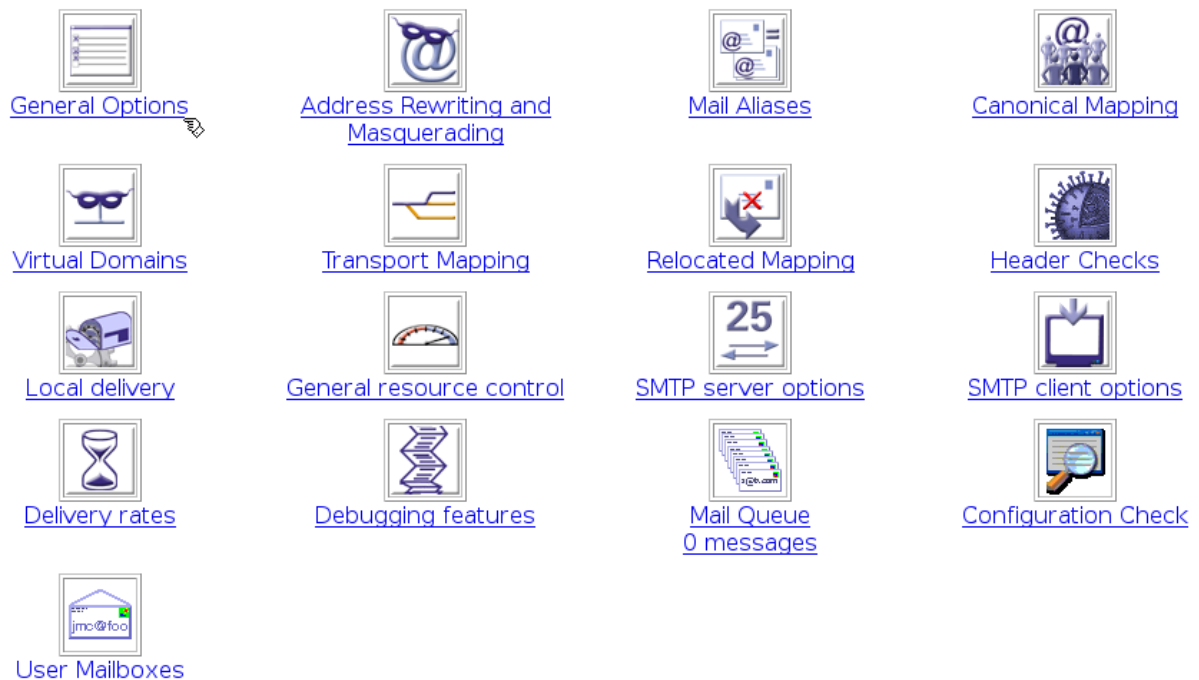 General Options
Address Rewriting and
Masquerading
Mail Aliases
Canonical Mapping
Virtual Domains
Transport Mapping
Relocated Mapping
Header Checks
25
Local delivery
General resource control
SMTP server options
SMTP client options
Delivery rates
Debugging features
Mail Queue
0 messages
Configuration Check
jmc@foo
User Mailboxes